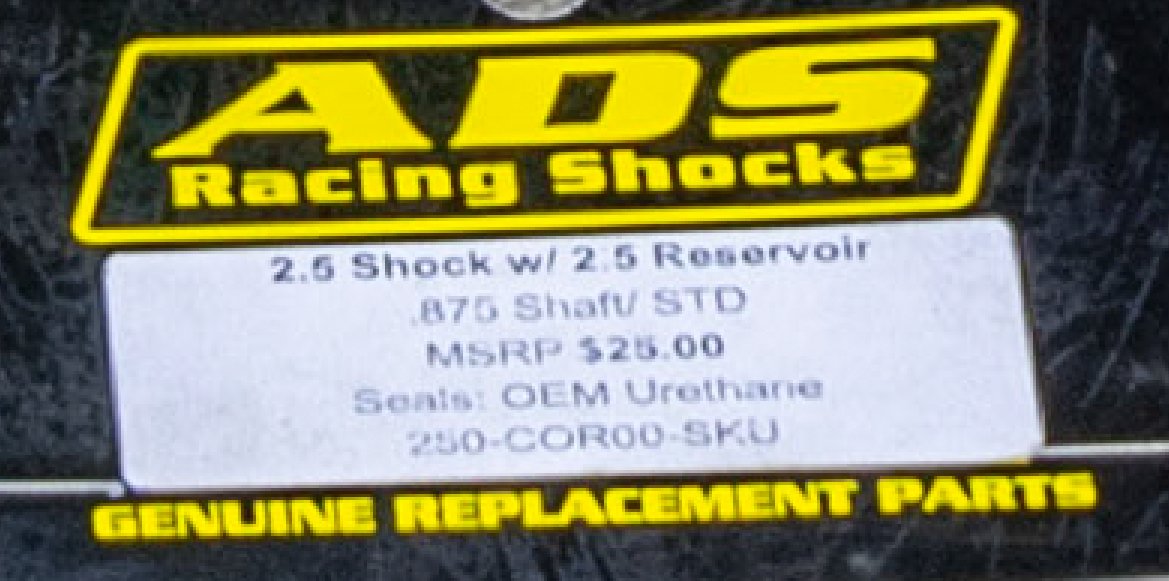 ADS
Racing Shocks
2.5 Shock w/ 2.5 Reservoir
.875 Shaft/ STD
MSRP $25.00
Seals: OEM Urethane
250-COR00-SKU
GENUINE REPLACEMENT PARTS